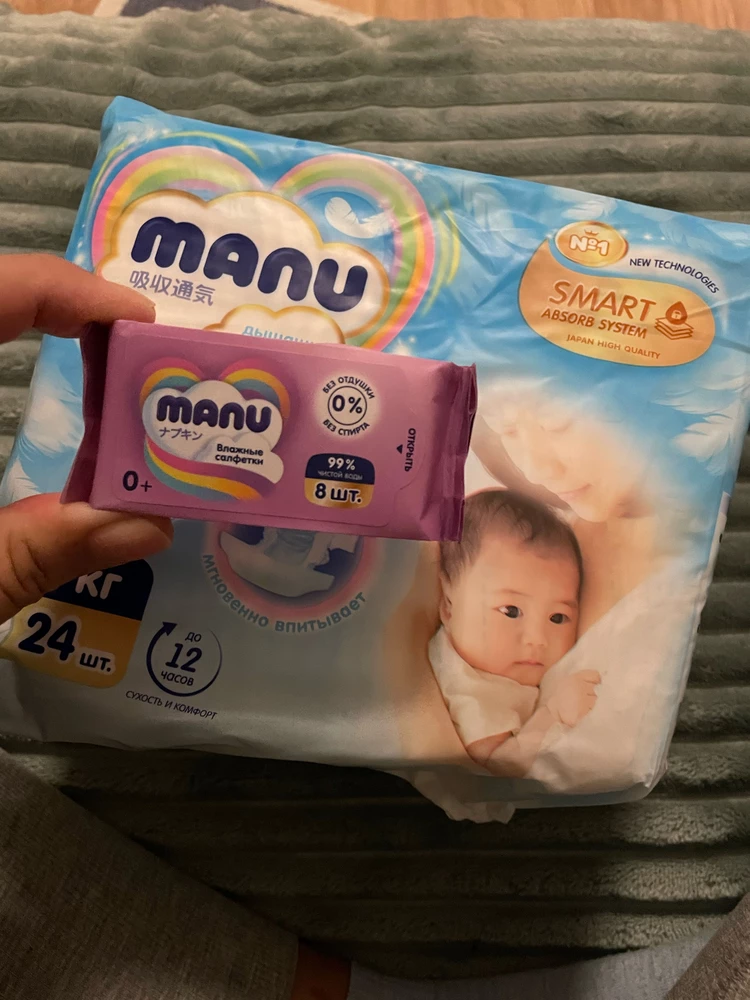 manu
吸収通気
№1
NEW TECHNOLOGIES
SMART
ABSORB SYSTEM
JAPAN HIGH QUALITY
manu
ナプキン
Влажные
салфетки
0+
БЕЗ ОТДУШКИ
0%
БЕЗ СПИРТА
99%
ЧИСТОЙ ВОДЫ
8 шт.
ОТКРЫТЬ
мгновенно впитывает
кг
24 шт.
до
12
часов
СУХОСТЬ И КОМФОРТ